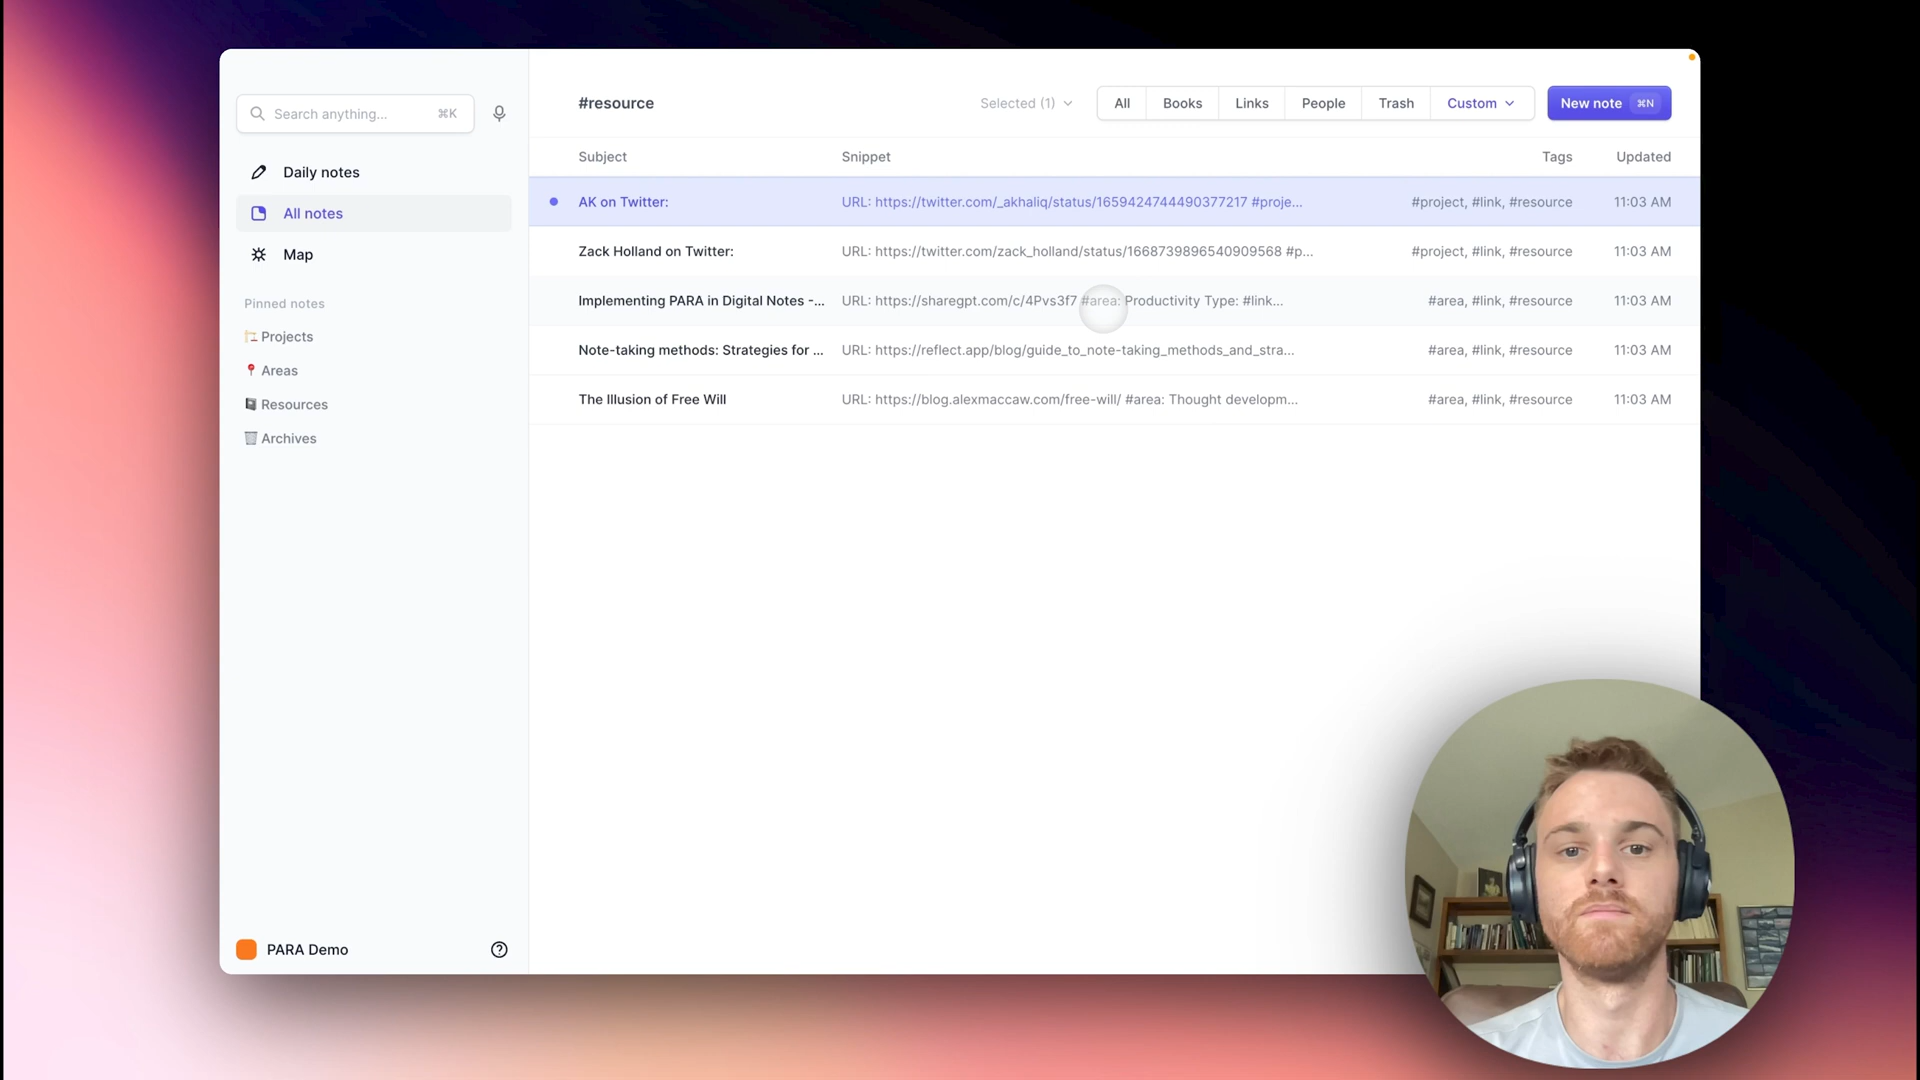 Search anything... ⌘K
Daily notes
All notes
Map
Pinned notes
Projects
Areas
Resources
Archives
PARA Demo
#resource
Selected (1)
All Books Links People Trash Custom
New note ⌘N
Subject Snippet Tags Updated
AK on Twitter: URL: https://twitter.com/_akhaliq/status/1659424744490377217 #proje... #project, #link, #resource 11:03 AM
Zack Holland on Twitter: URL: https://twitter.com/zack_holland/status/1668739896540909568 #p... #project, #link, #resource 11:03 AM
Implementing PARA in Digital Notes -... URL: https://sharegpt.com/c/4Pvs3f7 #area: Productivity Type: #link... #area, #link, #resource 11:03 AM
Note-taking methods: Strategies for ... URL: https://reflect.app/blog/guide_to_note-taking_methods_and_stra... #area, #link, #resource 11:03 AM
The Illusion of Free Will URL: https://blog.alexmaccaw.com/free-will/ #area: Thought developm... #area, #link, #resource 11:03 AM